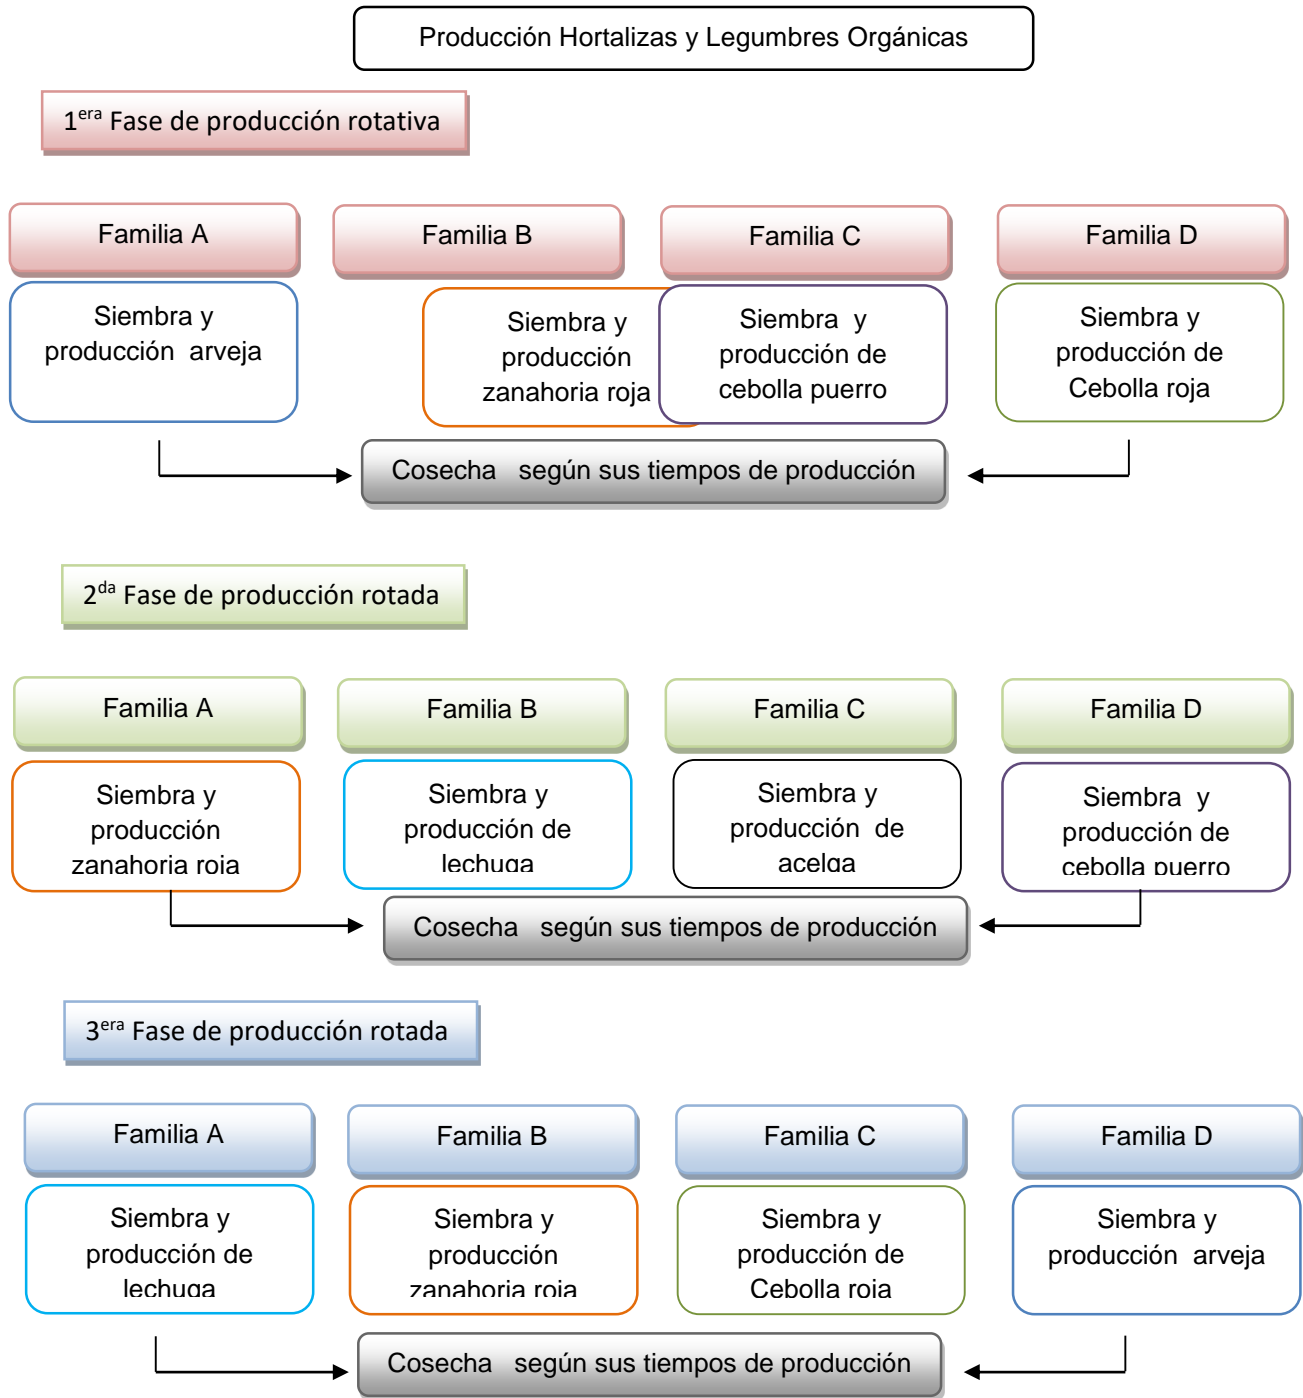 Producción Hortalizas y Legumbres Orgánicas
1era Fase de producción rotativa
Familia A
Familia B
Familia C
Familia D
Siembra y
producción arveja
Siembra y
producción
zanahoria roja
Siembra y
producción de
cebolla puerro
Siembra y
producción de
Cebolla roja
Cosecha según sus tiempos de producción
2da Fase de producción rotada
Familia A
Familia B
Familia C
Familia D
Siembra y
producción
zanahoria roja
Siembra y
producción de
lechuga
Siembra y
producción de
acelga
Siembra y
producción de
cebolla puerro
Cosecha según sus tiempos de producción
3era Fase de producción rotada
Familia A
Familia B
Familia C
Familia D
Siembra y
producción de
lechuga
Siembra y
producción
zanahoria roja
Siembra y
producción de
Cebolla roja
Siembra y
producción arveja
Cosecha según sus tiempos de producción